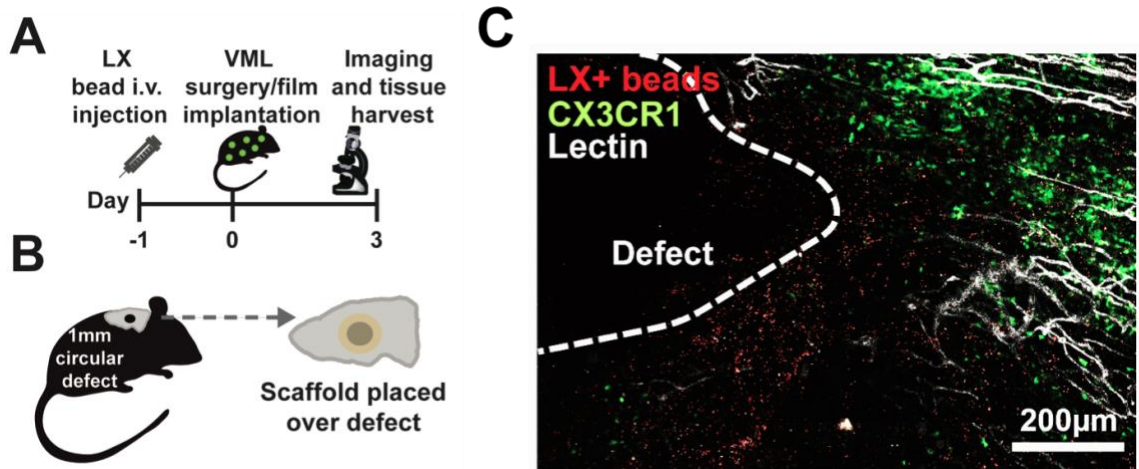 A
LX
bead i.v.
injection
VML
surgery/film
implantation
Imaging
and tissue
harvest
Day
-1
0
3
B
1mm
circular
defect
Scaffold placed
over defect
C
LX+ beads
CX3CR1
Lectin
Defect
200µm